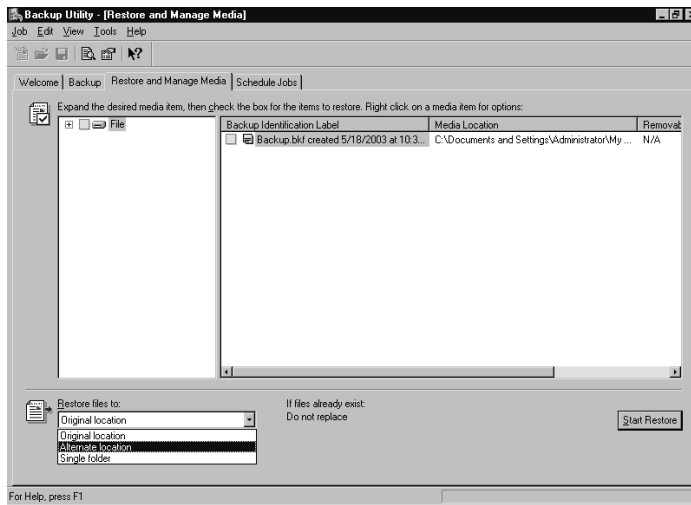 Backup Utility - [Restore and Manage Media]
Job Edit View Tools Help
Welcome Backup Restore and Manage Media Schedule Jobs
Expand the desired media item, then check the box for the items to restore. Right click on a media item for options:
File
Backup Identification Label Media Location Removab
Backup.bkf created 5/18/2003 at 10:3... C:\Documents and Settings\Administrator\My ... N/A
Restore files to:
Original location
Original location
Alternate location
Single folder
If files already exist:
Do not replace
Start Restore
For Help, press F1